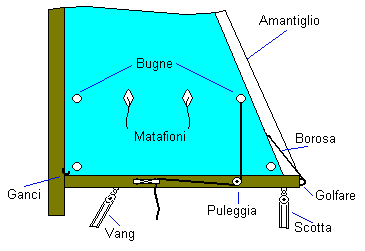 Amantiglio
Bugne
Matafioni
Borosa
Ganci
Golfare
Puleggia
Vang
Scotta